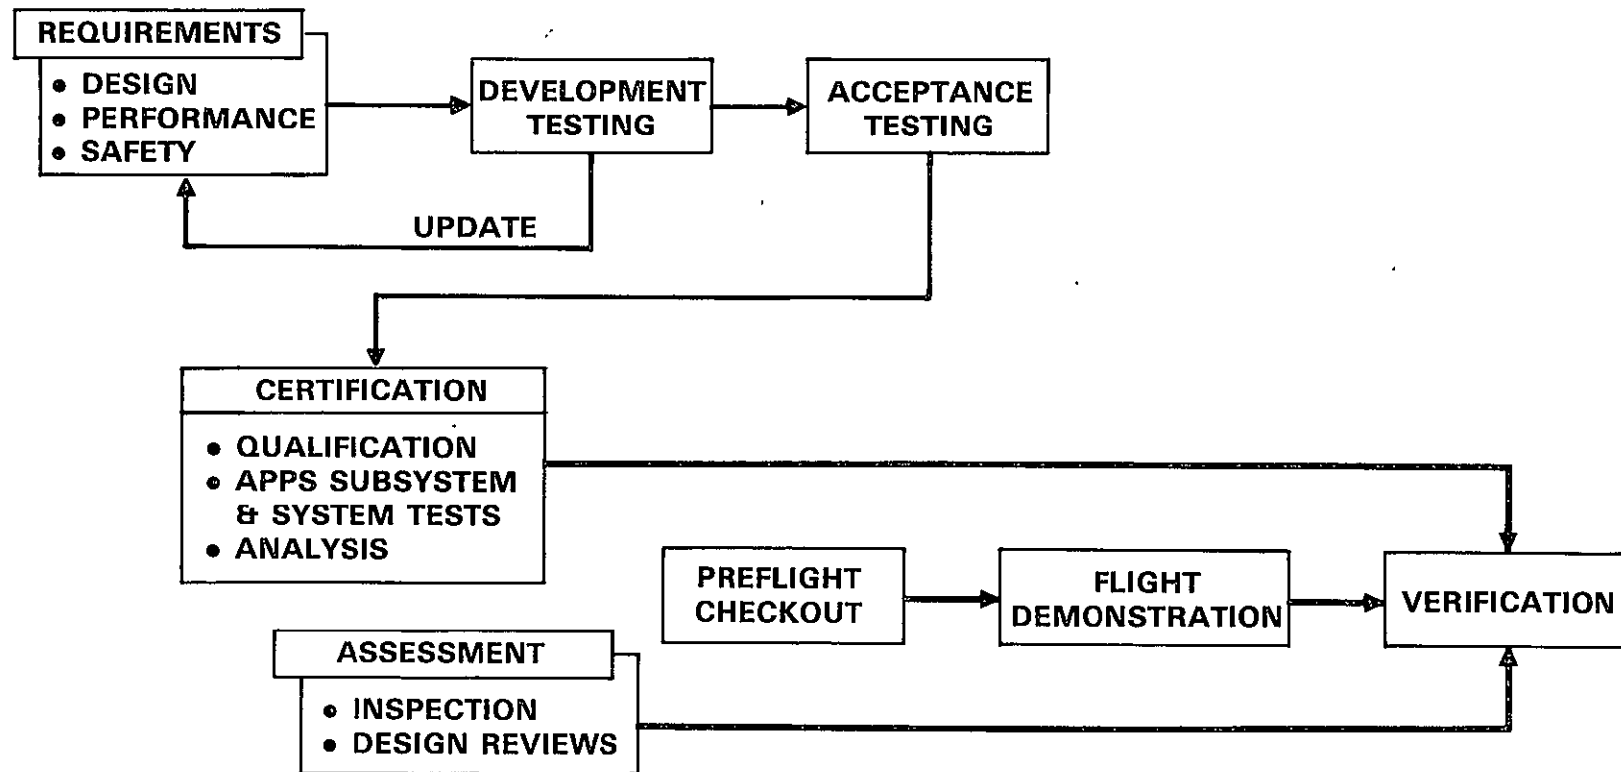 REQUIREMENTS
• DESIGN
• PERFORMANCE
• SAFETY
DEVELOPMENT
TESTING
ACCEPTANCE
TESTING
UPDATE
CERTIFICATION
• QUALIFICATION
• APPS SUBSYSTEM
& SYSTEM TESTS
• ANALYSIS
PREFLIGHT
CHECKOUT
FLIGHT
DEMONSTRATION
VERIFICATION
ASSESSMENT
• INSPECTION
• DESIGN REVIEWS